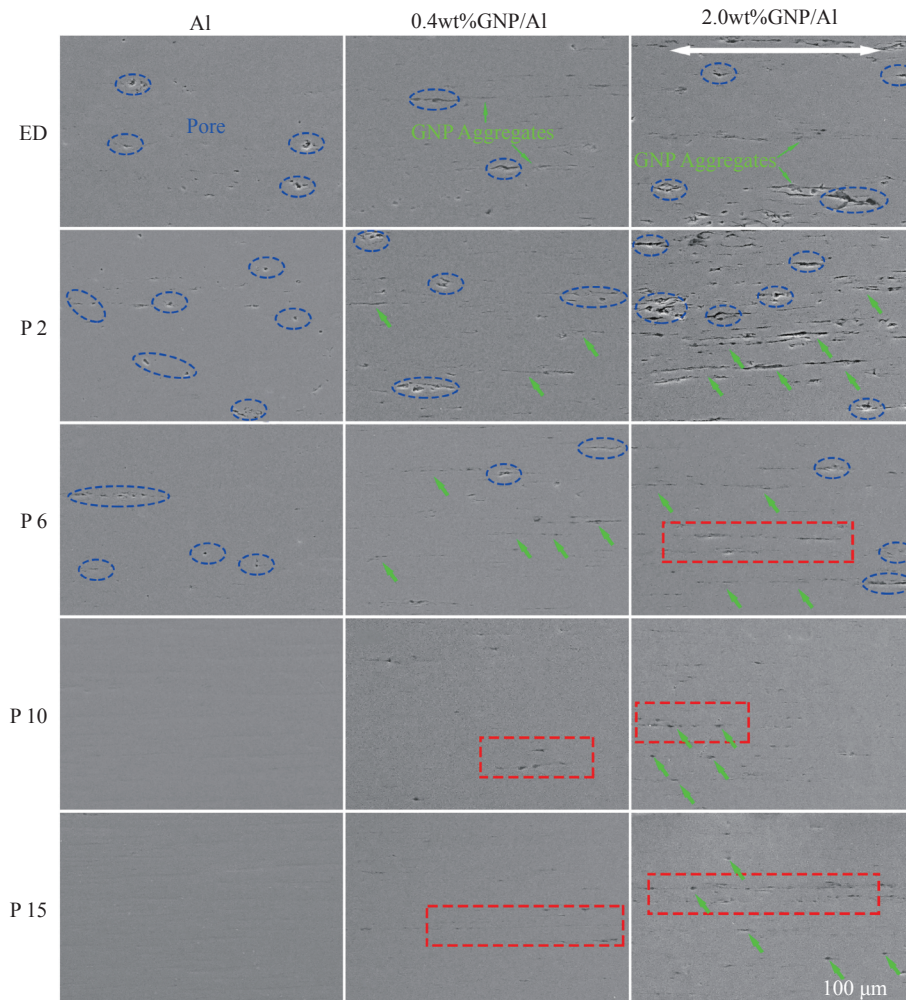 Al 0.4wt%GNP/Al 2.0wt%GNP/Al
ED
Pore
GNP Aggregates
GNP Aggregates
P 2
P 6
P 10
P 15
100 μm